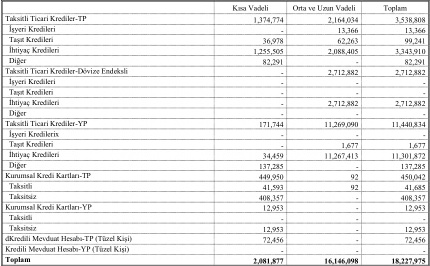 Kısa Vadeli Orta ve Uzun Vadeli Toplam
Taksitli Ticari Krediler-TP 1,374,774 2,164,034 3,538,808
İşyeri Kredileri - 13,366 13,366
Taşıt Kredileri 36,978 62,263 99,241
İhtiyaç Kredileri 1,255,505 2,088,405 3,343,910
Diğer 82,291 - 82,291
Taksitli Ticari Krediler-Dövize Endeksli - 2,712,882 2,712,882
İşyeri Kredileri - - -
Taşıt Kredileri - - -
İhtiyaç Kredileri - 2,712,882 2,712,882
Diğer - - -
Taksitli Ticari Krediler-YP 171,744 11,269,090 11,440,834
İşyeri Kredilerix - - -
Taşıt Kredileri - 1,677 1,677
İhtiyaç Kredileri 34,459 11,267,413 11,301,872
Diğer 137,285 - 137,285
Kurumsal Kredi Kartları-TP 449,950 92 450,042
Taksitli 41,593 92 41,685
Taksitsiz 408,357 - 408,357
Kurumsal Kredi Kartları-YP 12,953 - 12,953
Taksitli - - -
Taksitsiz 12,953 - 12,953
dKredili Mevduat Hesabı-TP (Tüzel Kişi) 72,456 - 72,456
Kredili Mevduat Hesabı-YP (Tüzel Kişi) - - -
Toplam 2,081,877 16,146,098 18,227,975